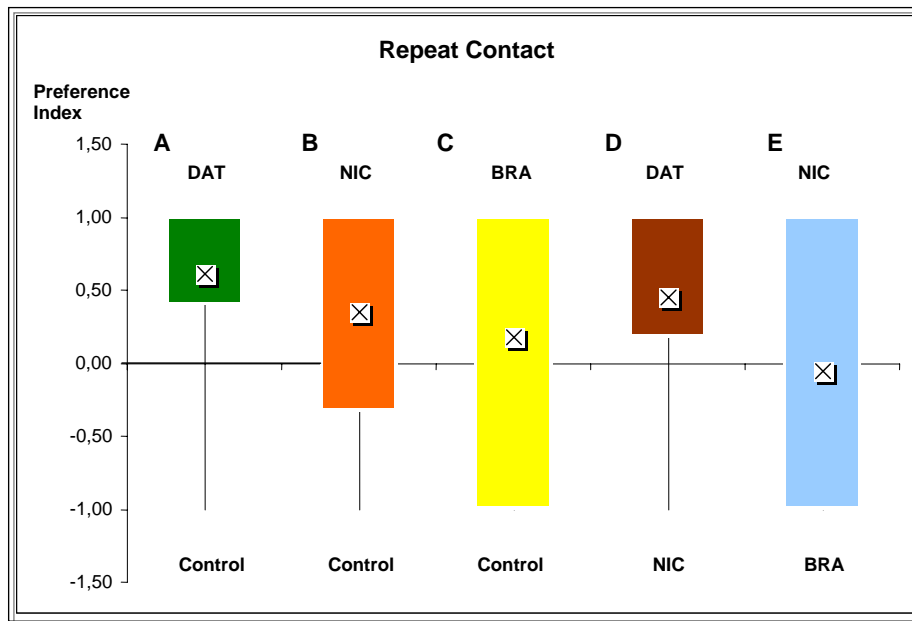 Repeat Contact
Preference
Index
1,50
1,00
0,50
0,00
-0,50
-1,00
-1,50
A
B
C
D
E
DAT
NIC
BRA
DAT
NIC
Control
Control
Control
NIC
BRA